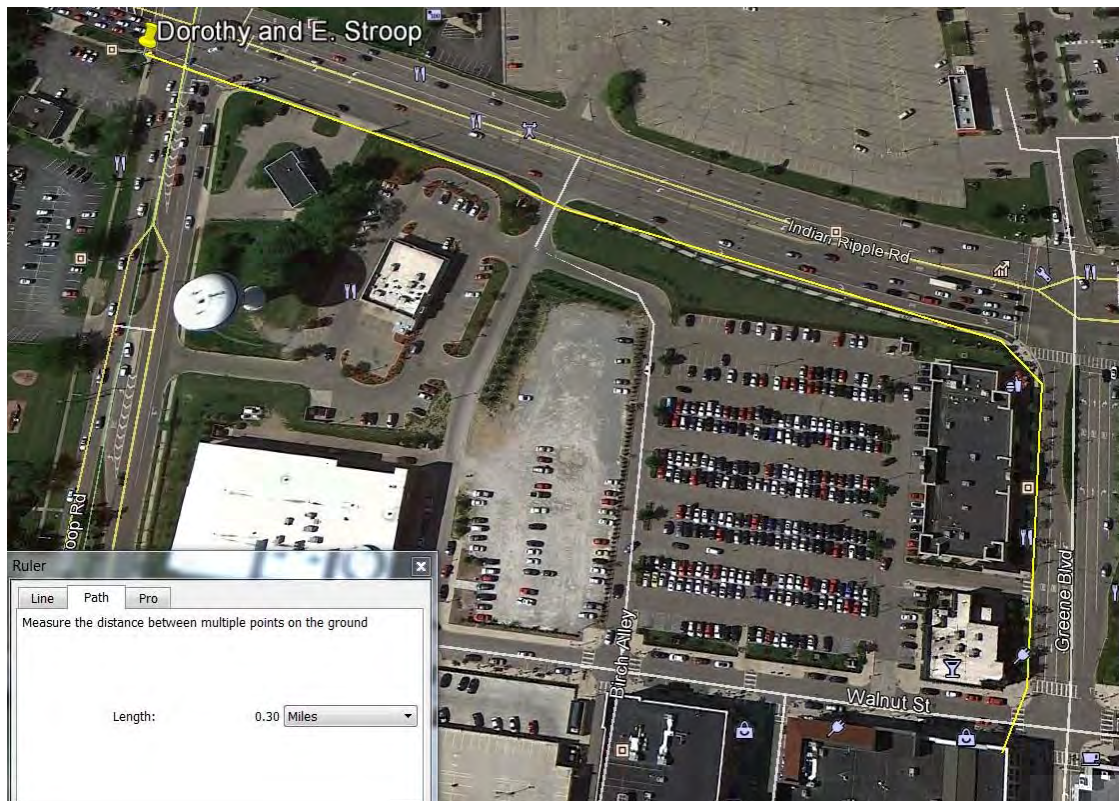 Dorothy and E. Stroop
Indian Ripple Rd
oop Rd
Greene Blvd
Birch Alley
Walnut St
Ruler
Line Path Pro
Measure the distance between multiple points on the ground
Length: 0.30 Miles